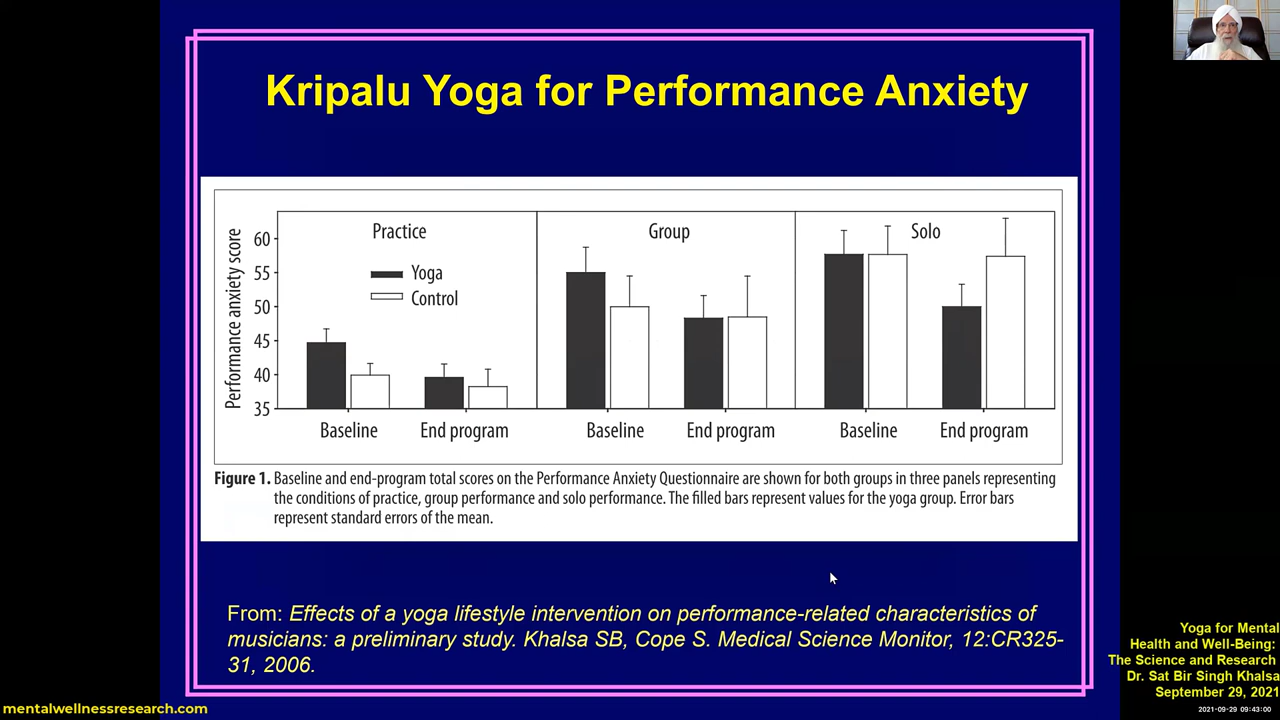 Kripalu Yoga for Performance Anxiety
Performance anxiety score
60
55
50
45
40
35
Practice
Yoga
Control
Group
Solo
Baseline
End program
Baseline
End program
Baseline
End program
Figure 1. Baseline and end-program total scores on the Performance Anxiety Questionnaire are shown for both groups in three panels representing
the conditions of practice, group performance and solo performance. The filled bars represent values for the yoga group. Error bars
represent standard errors of the mean.
From: Effects of a yoga lifestyle intervention on performance-related characteristics of
musicians: a preliminary study. Khalsa SB, Cope S. Medical Science Monitor, 12:CR325-
31, 2006.
Yoga for Mental
Health and Well-Being:
The Science and Research
Dr. Sat Bir Singh Khalsa
September 29, 2021
2021-09-29 09:43:00
mentalwellnessresearch.com